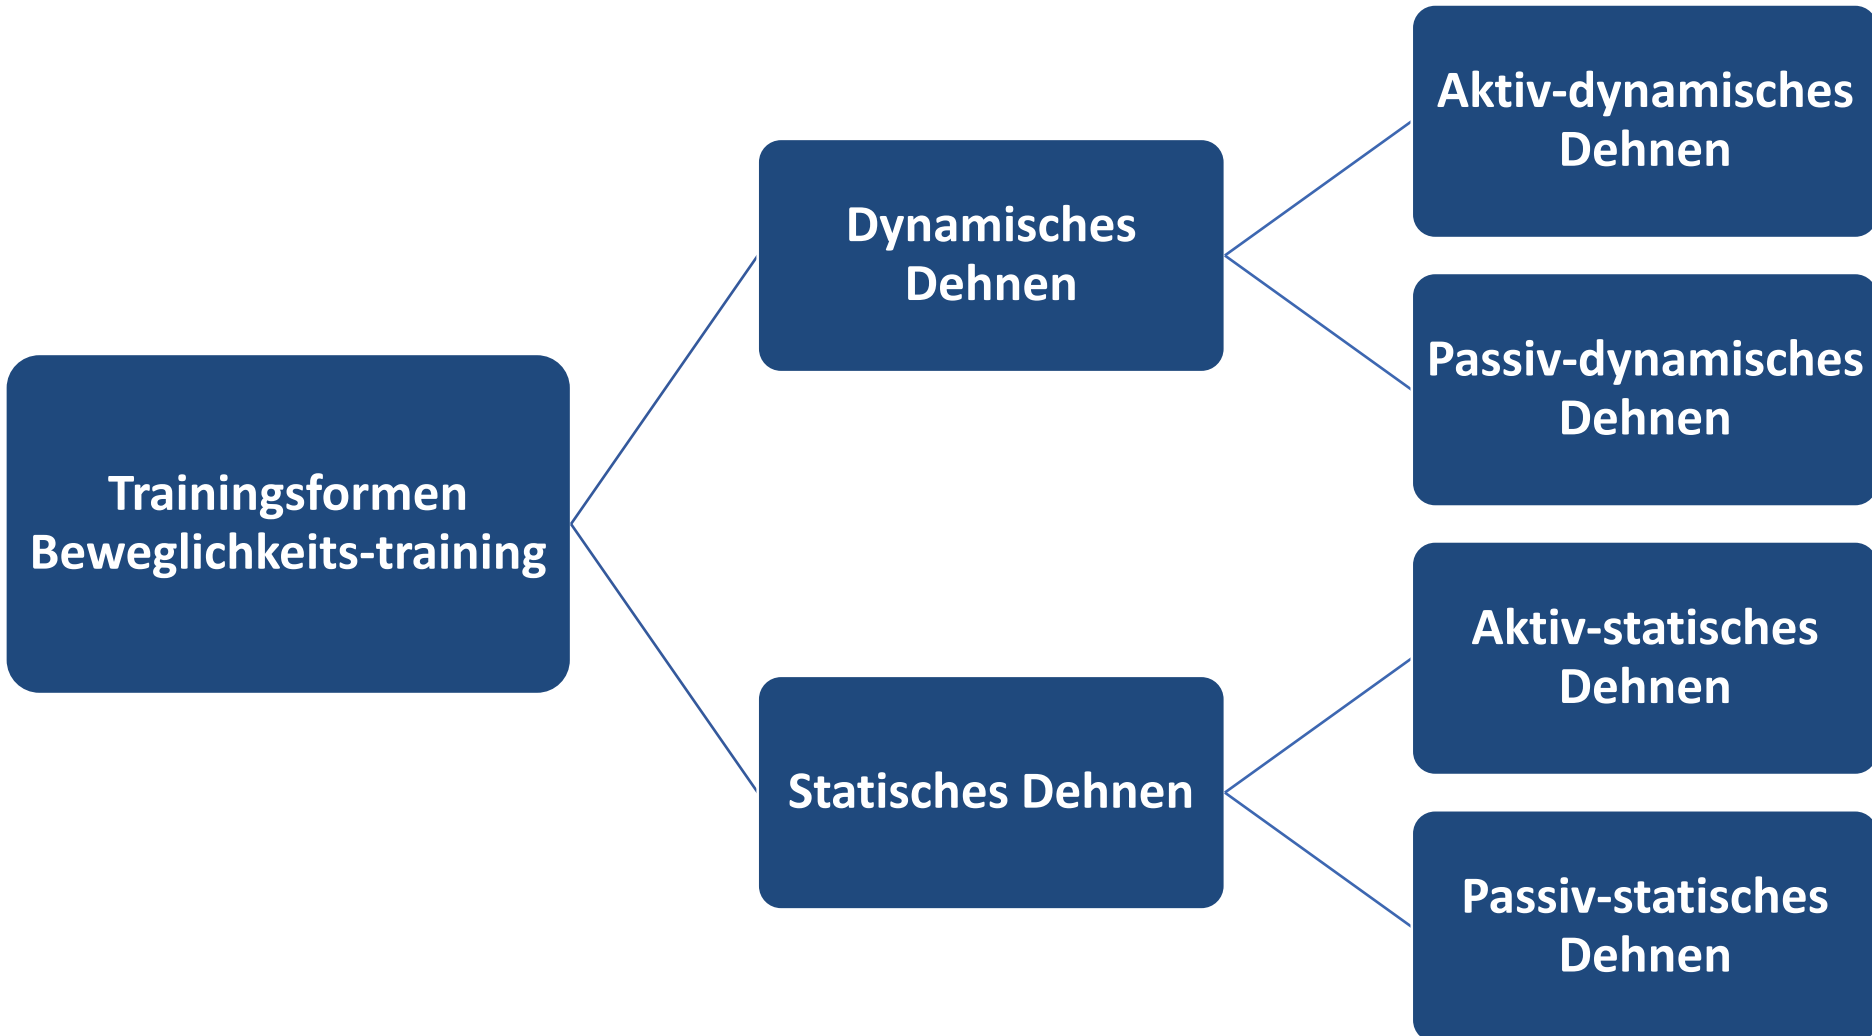 Trainingsformen
Beweglichkeits-training
Dynamisches
Dehnen
Aktiv-dynamisches
Dehnen
Passiv-dynamisches
Dehnen
Statisches Dehnen
Aktiv-statisches
Dehnen
Passiv-statisches
Dehnen